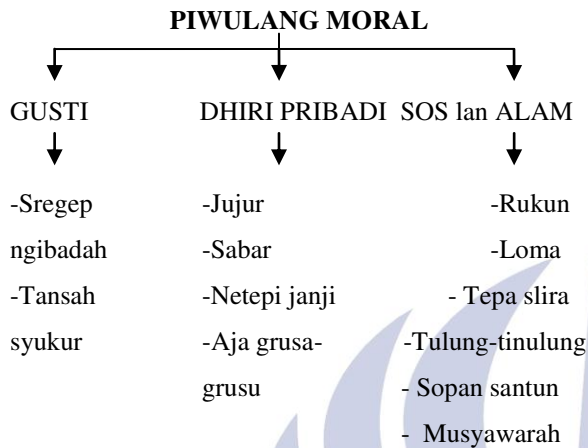 PIWULANG MORAL
GUSTI
DHIRI PRIBADI
SOS lan ALAM
-Sregep
ngibadah
-Tansah
syukur
-Jujur
-Sabar
-Netepi janji
-Aja grusa-
grusu
-Rukun
-Loma
- Tepa slira
-Tulung-tinulung
- Sopan santun
- Musyawarah